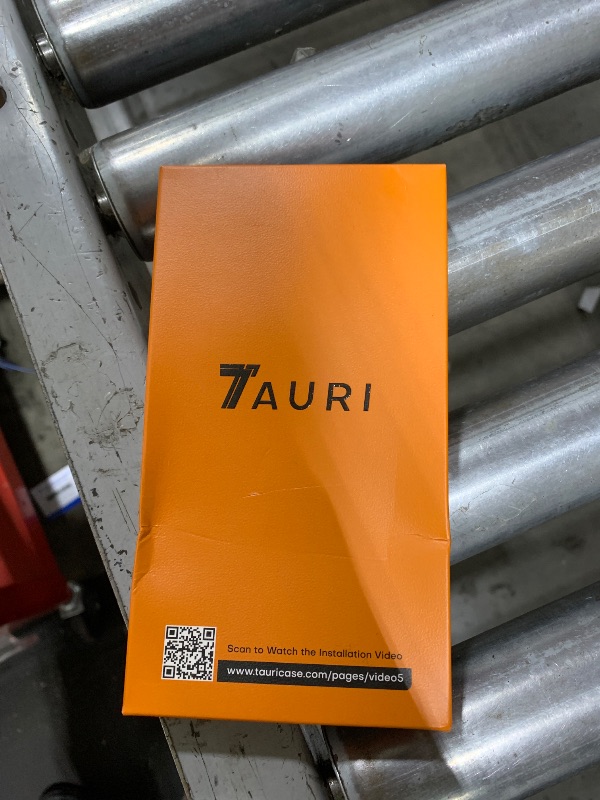 TAURI
Scan to Watch the Installation Video
www.tauricase.com/pages/video5